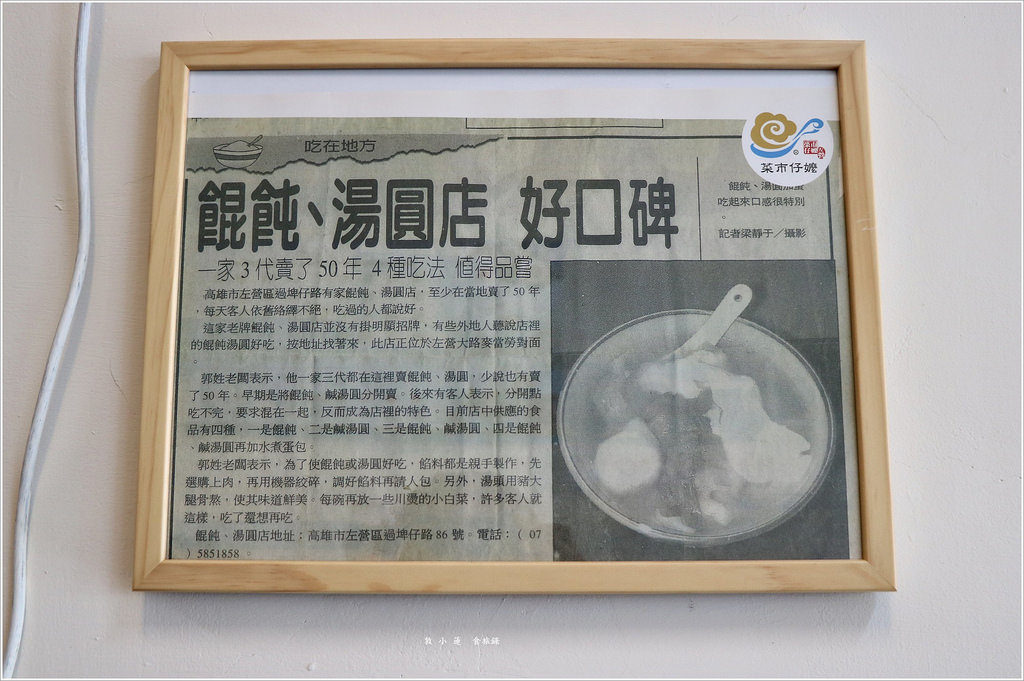 吃在地方
菜市仔嬤
餛飩、湯圓店 好口碑
一家3代賣了50年 4種吃法 值得品嘗
餛飩、湯圓加蛋
吃起來口感很特別
。
記者梁靜于／攝影
高雄市左營區過埤仔路有家餛飩、湯圓店，至少在當地賣了50年
，每天客人依舊絡繹不絕，吃過的人都說好。
這家老牌餛飩、湯圓店並沒有掛明顯招牌，有些外地人聽說店裡
的餛飩湯圓好吃，按地址找著來，此店正位於左營大路麥當勞對面
。
郭姓老闆表示，他一家三代都在這裡賣餛飩、湯圓，少說也有賣
了50年。早期是將餛飩、鹹湯圓分開賣。後來有客人表示，分開點
吃不完，要求混在一起，反而成為店裡的特色。目前店中供應的食
品有四種，一是餛飩、二是鹹湯圓、三是餛飩、鹹湯圓、四是餛飩
、鹹湯圓再加水煮蛋包。
郭姓老闆表示，為了使餛飩或湯圓好吃，餡料都是親手製作，先
選購上肉，再用機器絞碎，調好餡料再請人包。另外，湯頭用豬大
腿骨熬，使其味道鮮美。每碗再放一些川燙的小白菜，許多客人就
這樣，吃了還想再吃。
餛飩、湯圓店地址：高雄市左營區過埤仔路86號。電話：（07
）5851858。
小蓮 食旅錄